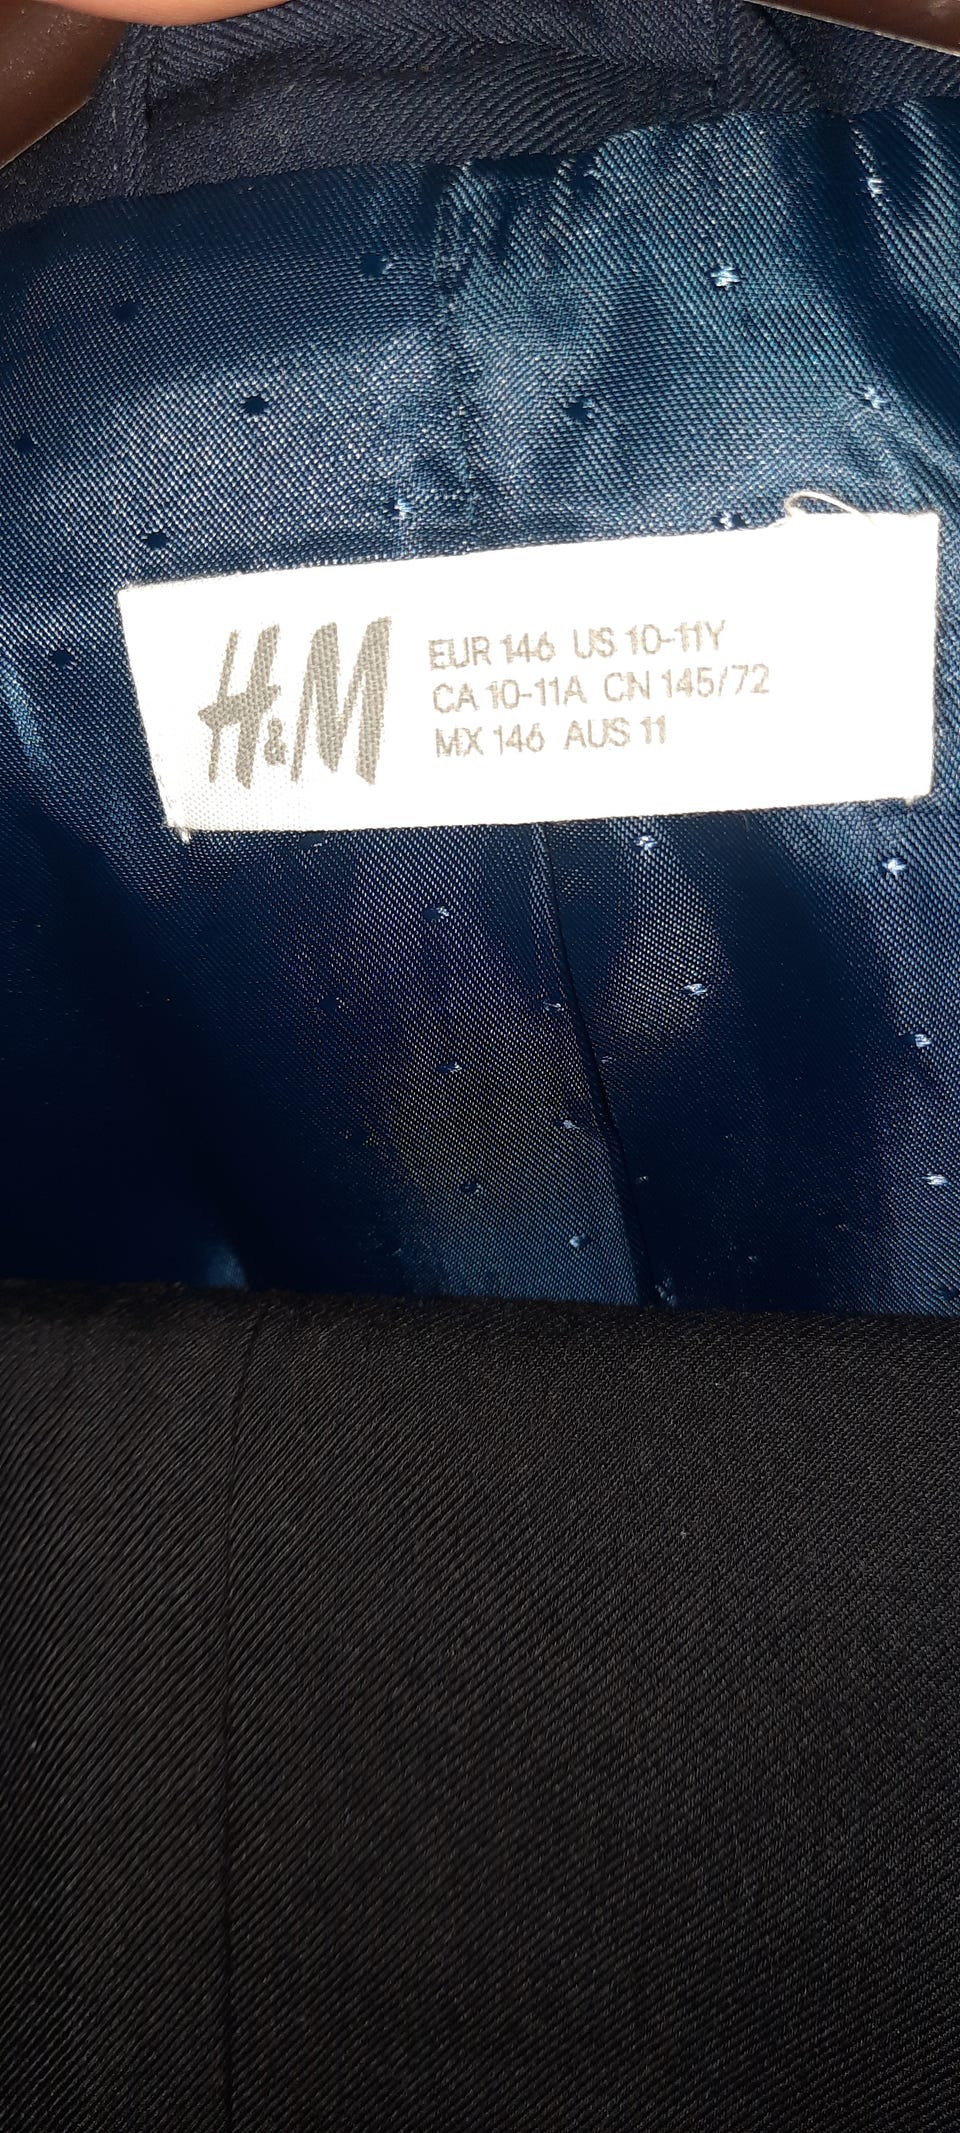 H&M
EUR 146 US 10-11Y
CA 10-11A CN 145/72
MX 146 AUS 11